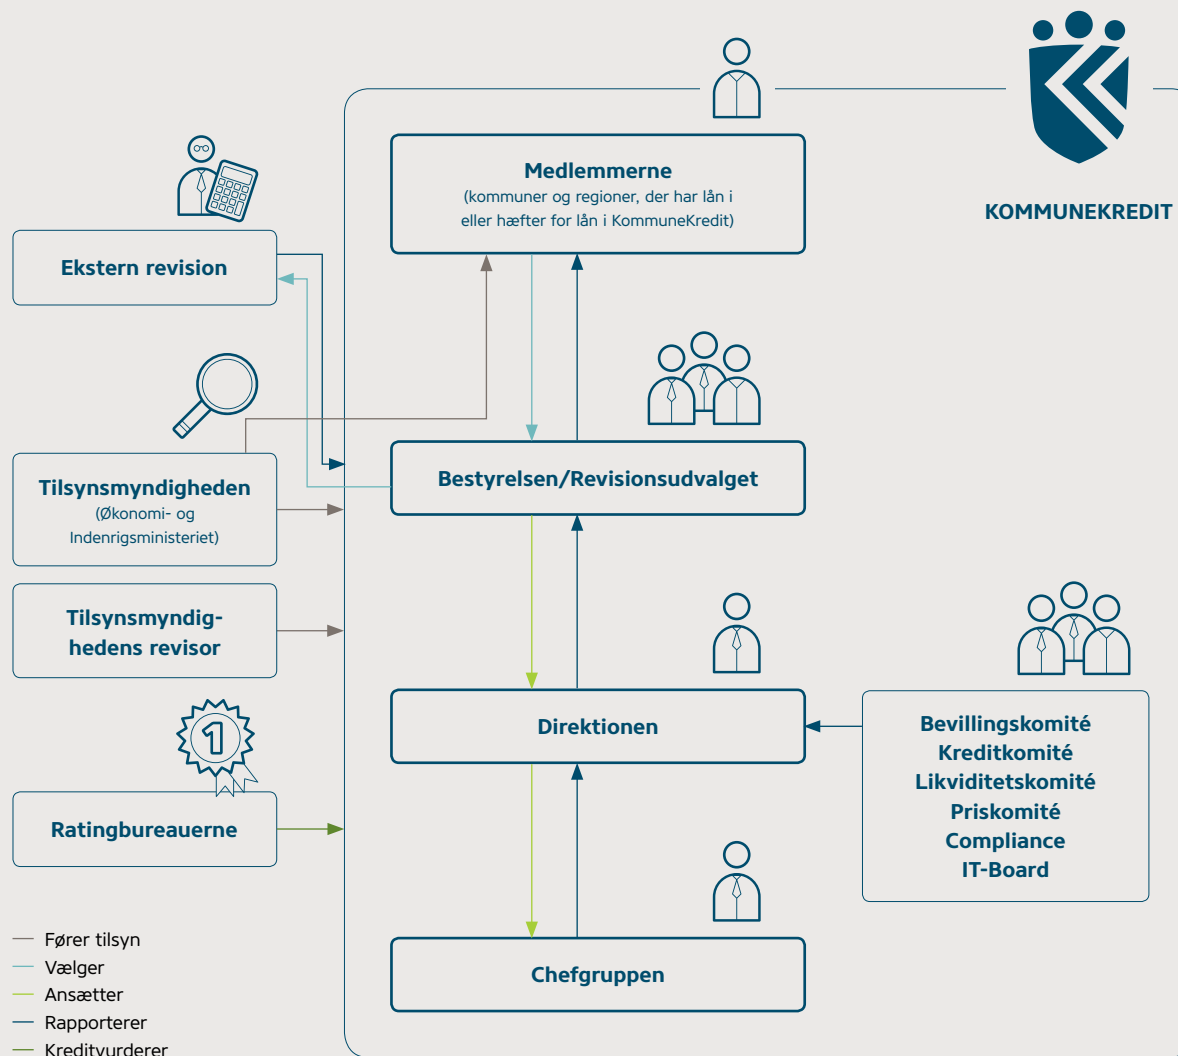 KOMMUNEKREDIT
Medlemmerne
(kommuner og regioner, der har lån i
eller hæfter for lån i KommuneKredit)
Ekstern revision
Bestyrelsen/Revisionsudvalget
Tilsynsmyndigheden
(Økonomi- og
Indenrigsministeriet)
Tilsynsmyndig-
hedens revisor
Direktionen
Bevillingskomité
Kreditkomité
Likviditetskomité
Priskomité
Compliance
IT-Board
1
Ratingbureauerne
Chefgruppen
Fører tilsyn
Vælger
Ansætter
Rapporterer
Kreditvurderer